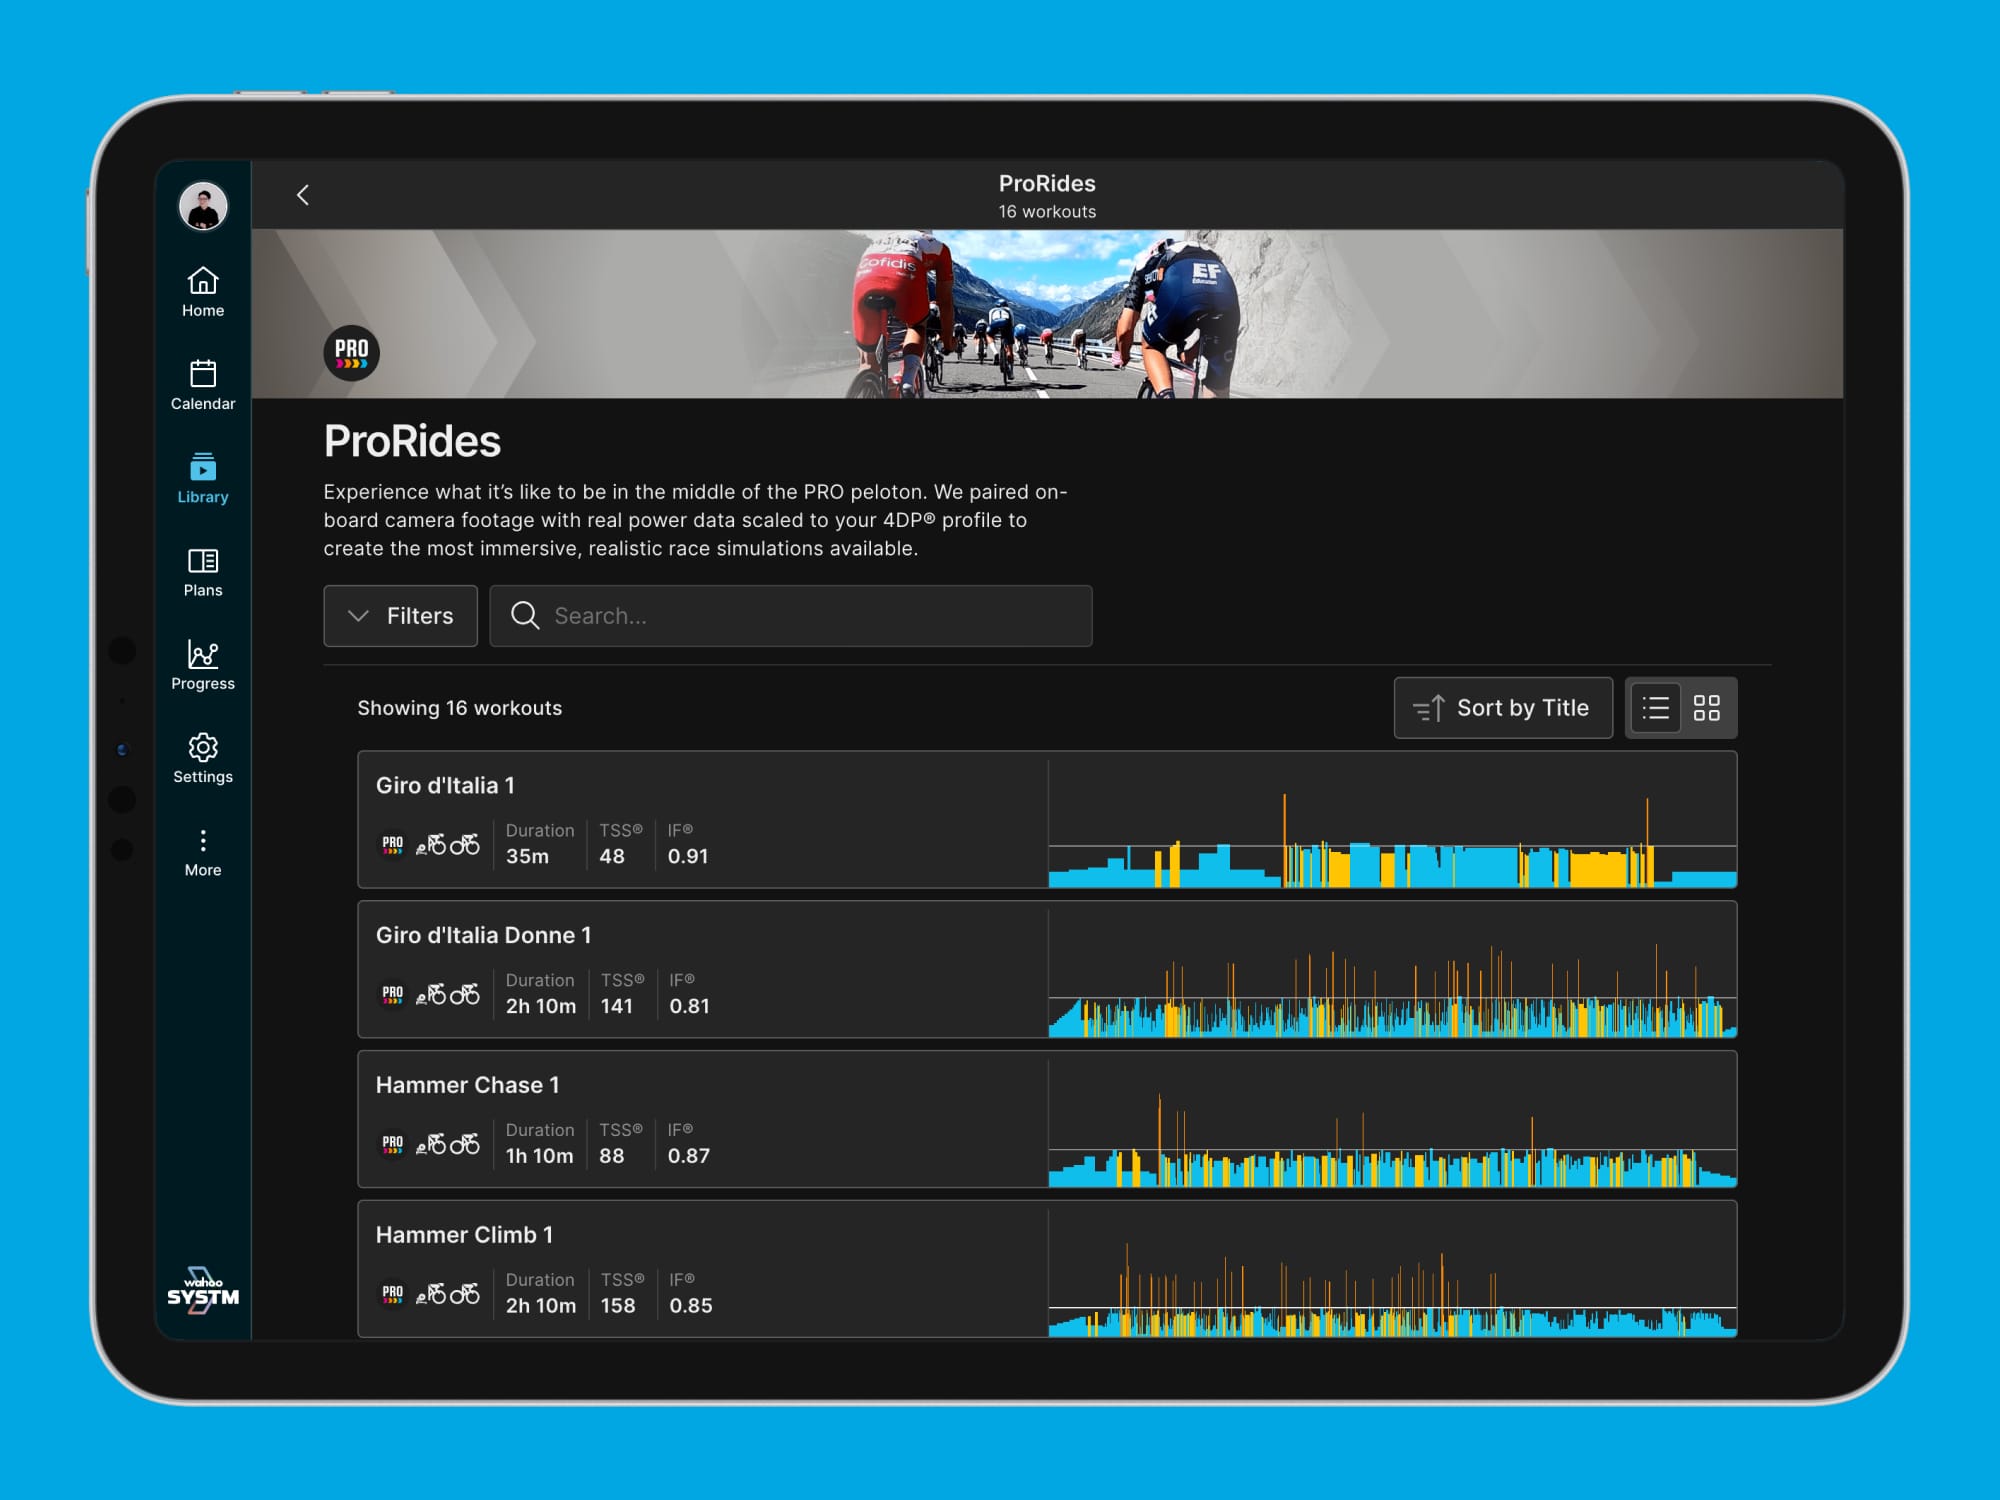 ProRides
16 workouts
Home
Calendar
Library
Plans
Progress
Settings
More
wahoo
SYSTM
Cofidis
EF
Education
PRO
ProRides
Experience what it’s like to be in the middle of the PRO peloton. We paired on-
board camera footage with real power data scaled to your 4DP® profile to
create the most immersive, realistic race simulations available.
Filters
Search...
Showing 16 workouts
Sort by Title
Giro d'Italia 1
PRO
Duration TSS® IF®
35m 48 0.91
Giro d'Italia Donne 1
PRO
Duration TSS® IF®
2h 10m 141 0.81
Hammer Chase 1
PRO
Duration TSS® IF®
1h 10m 88 0.87
Hammer Climb 1
PRO
Duration TSS® IF®
2h 10m 158 0.85